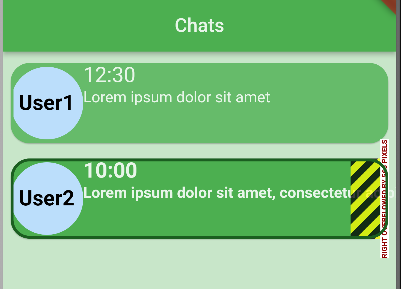 Chats
User1
12:30
Lorem ipsum dolor sit amet
User2
10:00
Lorem ipsum dolor sit amet, consectetu
RIGHT OVERFLOWED BY PIXELS